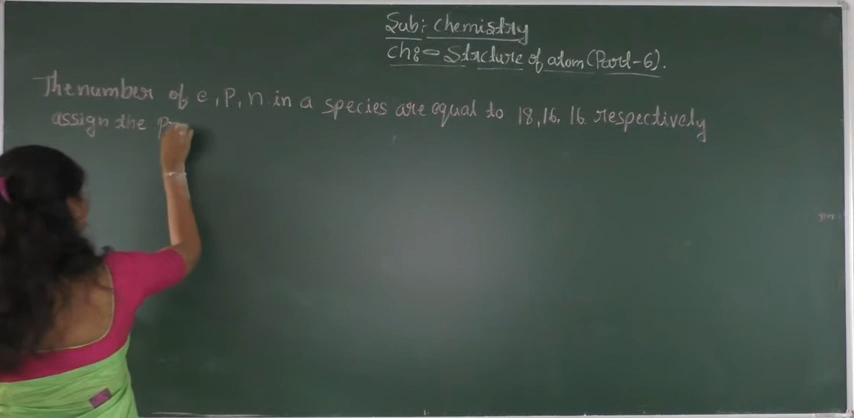 Sub: Chemistry
Ch:- Structure of atom (Part-6).
The number of e, P, n in a species are equal to 18, 16, 16 respectively
assign the